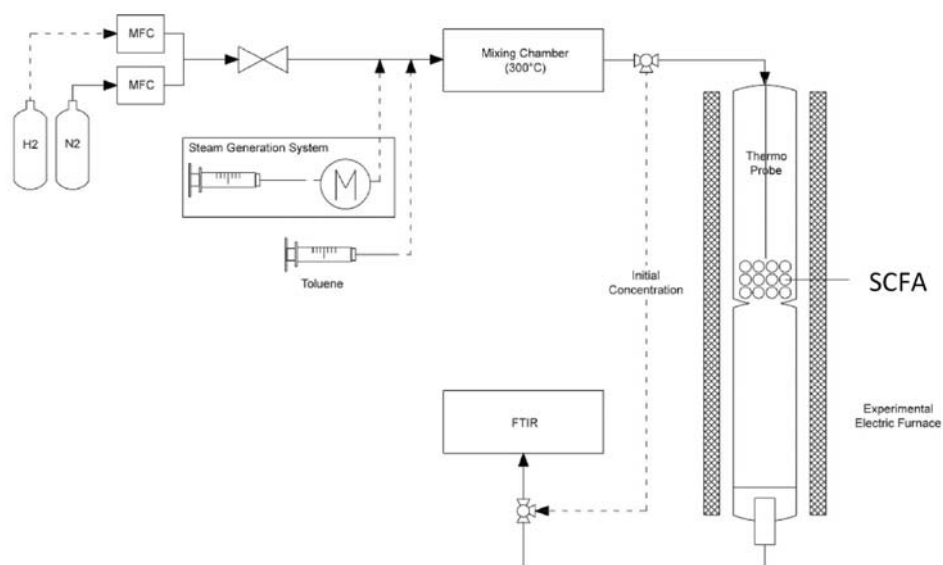 MFC
MFC
H2
N2
Mixing Chamber
(300°C)
Steam Generation System
M
Toluene
Thermo
Probe
SCFA
Initial
Concentration
FTIR
Experimental
Electric Furnace